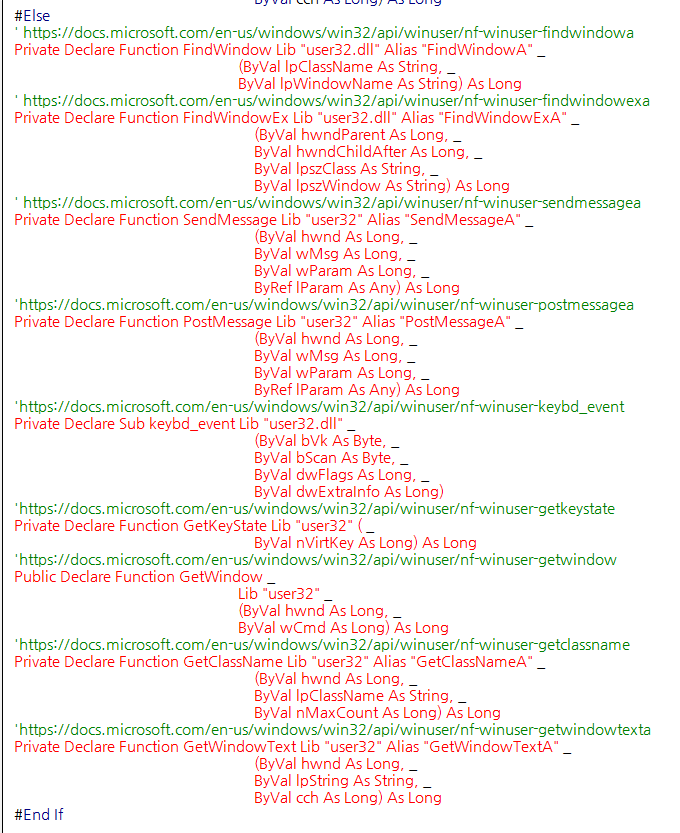 ByVal cch As Long) As Long
#Else
' https://docs.microsoft.com/en-us/windows/win32/api/winuser/nf-winuser-findwindowa
Private Declare Function FindWindow Lib "user32.dll" Alias "FindWindowA" _
(ByVal lpClassName As String, _
ByVal lpWindowName As String) As Long
' https://docs.microsoft.com/en-us/windows/win32/api/winuser/nf-winuser-findwindowexa
Private Declare Function FindWindowEx Lib "user32.dll" Alias "FindWindowExA" _
(ByVal hwndParent As Long, _
ByVal hwndChildAfter As Long, _
ByVal lpszClass As String, _
ByVal lpszWindow As String) As Long
' https://docs.microsoft.com/en-us/windows/win32/api/winuser/nf-winuser-sendmessagea
Private Declare Function SendMessage Lib "user32" Alias "SendMessageA" _
(ByVal hwnd As Long, _
ByVal wMsg As Long, _
ByVal wParam As Long, _
ByRef lParam As Any) As Long
'https://docs.microsoft.com/en-us/windows/win32/api/winuser/nf-winuser-postmessagea
Private Declare Function PostMessage Lib "user32" Alias "PostMessageA" _
(ByVal hwnd As Long, _
ByVal wMsg As Long, _
ByVal wParam As Long, _
ByRef lParam As Any) As Long
'https://docs.microsoft.com/en-us/windows/win32/api/winuser/nf-winuser-keybd_event
Private Declare Sub keybd_event Lib "user32.dll" _
(ByVal bVk As Byte, _
ByVal bScan As Byte, _
ByVal dwFlags As Long, _
ByVal dwExtraInfo As Long)
'https://docs.microsoft.com/en-us/windows/win32/api/winuser/nf-winuser-getkeystate
Private Declare Function GetKeyState Lib "user32" ( _
ByVal nVirtKey As Long) As Long
'https://docs.microsoft.com/en-us/windows/win32/api/winuser/nf-winuser-getwindow
Public Declare Function GetWindow _
Lib "user32" _
(ByVal hwnd As Long, _
ByVal wCmd As Long) As Long
'https://docs.microsoft.com/en-us/windows/win32/api/winuser/nf-winuser-getclassname
Private Declare Function GetClassName Lib "user32" Alias "GetClassNameA" _
(ByVal hwnd As Long, _
ByVal lpClassName As String, _
ByVal nMaxCount As Long) As Long
'https://docs.microsoft.com/en-us/windows/win32/api/winuser/nf-winuser-getwindowtexta
Private Declare Function GetWindowText Lib "user32" Alias "GetWindowTextA" _
(ByVal hwnd As Long, _
ByVal lpString As String, _
ByVal cch As Long) As Long
#End If